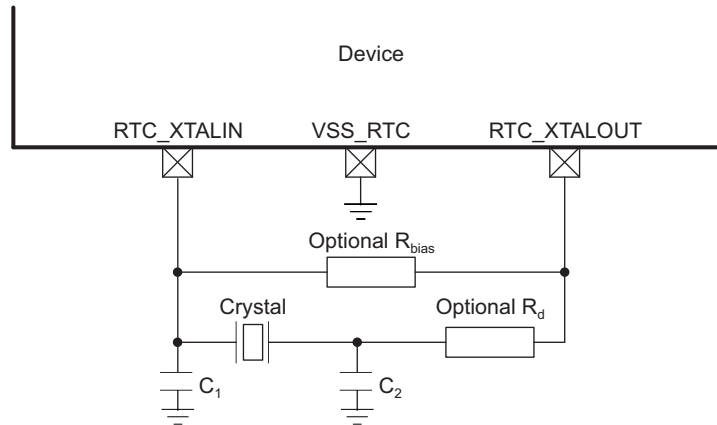 Device
RTC_XTALIN VSS_RTC RTC_XTALOUT
Optional Rbias
Crystal Optional Rd
C1 C2